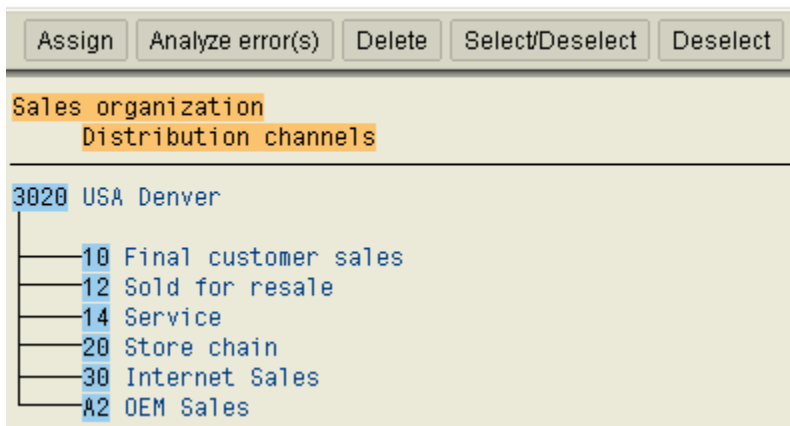 Assign Analyze error(s) Delete Select/Deselect Deselect
Sales organization
Distribution channels
3020 USA Denver
10 Final customer sales
12 Sold for resale
14 Service
20 Store chain
30 Internet Sales
A2 OEM Sales